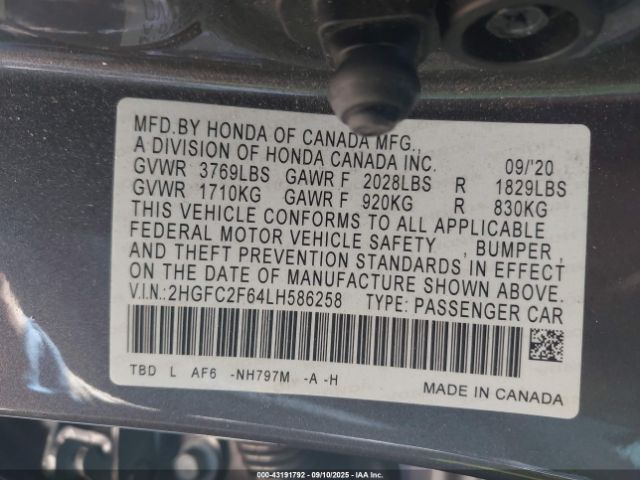 MFD.BY HONDA OF CANADA MFG.,
A DIVISION OF HONDA CANADA INC. 09/'20
GVWR 3769LBS GAWR F 2028LBS R 1829LBS
GVWR 1710KG GAWR F 920KG R 830KG
THIS VEHICLE CONFORMS TO ALL APPLICABLE
FEDERAL MOTOR VEHICLE SAFETY , BUMPER ,
AND THEFT PREVENTION STANDARDS IN EFFECT
ON THE DATE OF MANUFACTURE SHOWN ABOVE.
V.I.N.:2HGFC2F64LH586258 TYPE: PASSENGER CAR
TBD L AF6 -NH797M -A -H
MADE IN CANADA
000-43191792 - 09/10/2025 - IAA Inc.